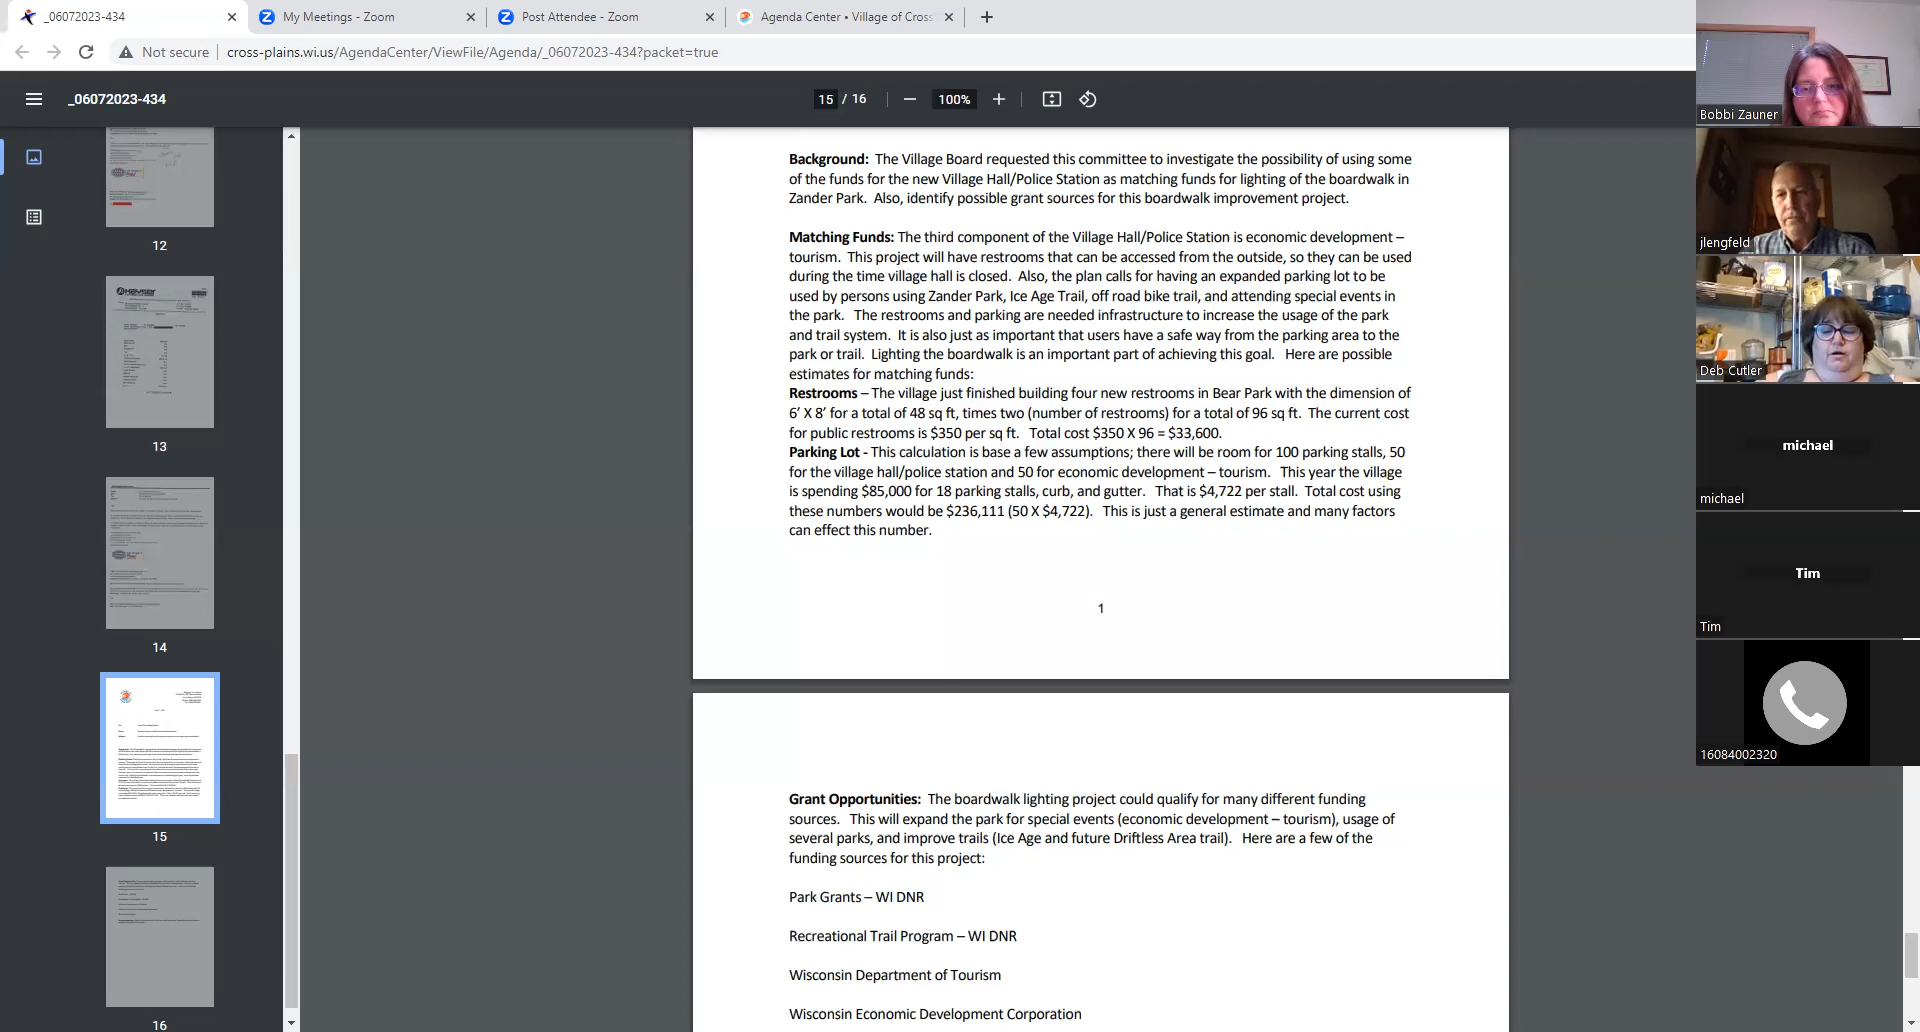 _06072023-434
My Meetings - Zoom
Post Attendee - Zoom
Agenda Center • Village of Cross
Not secure
cross-plains.wi.us/AgendaCenter/ViewFile/Agenda/_06072023-434?packet=true
_06072023-434
15 / 16
100%
12
13
14
15
16
Background: The Village Board requested this committee to investigate the possibility of using some
of the funds for the new Village Hall/Police Station as matching funds for lighting of the boardwalk in
Zander Park. Also, identify possible grant sources for this boardwalk improvement project.
Matching Funds: The third component of the Village Hall/Police Station is economic development –
tourism. This project will have restrooms that can be accessed from the outside, so they can be used
during the time village hall is closed. Also, the plan calls for having an expanded parking lot to be
used by persons using Zander Park, Ice Age Trail, off road bike trail, and attending special events in
the park. The restrooms and parking are needed infrastructure to increase the usage of the park
and trail system. It is also just as important that users have a safe way from the parking area to the
park or trail. Lighting the boardwalk is an important part of achieving this goal. Here are possible
estimates for matching funds:
Restrooms – The village just finished building four new restrooms in Bear Park with the dimension of
6’ X 8’ for a total of 48 sq ft, times two (number of restrooms) for a total of 96 sq ft. The current cost
for public restrooms is $350 per sq ft. Total cost $350 X 96 = $33,600.
Parking Lot - This calculation is base a few assumptions; there will be room for 100 parking stalls, 50
for the village hall/police station and 50 for economic development – tourism. This year the village
is spending $85,000 for 18 parking stalls, curb, and gutter. That is $4,722 per stall. Total cost using
these numbers would be $236,111 (50 X $4,722). This is just a general estimate and many factors
can effect this number.
1
Grant Opportunities: The boardwalk lighting project could qualify for many different funding
sources. This will expand the park for special events (economic development – tourism), usage of
several parks, and improve trails (Ice Age and future Driftless Area trail). Here are a few of the
funding sources for this project:
Park Grants – WI DNR
Recreational Trail Program – WI DNR
Wisconsin Department of Tourism
Wisconsin Economic Development Corporation
Bobbi Zauner
jlengfeld
Deb Cutler
michael
michael
Tim
Tim
16084002320